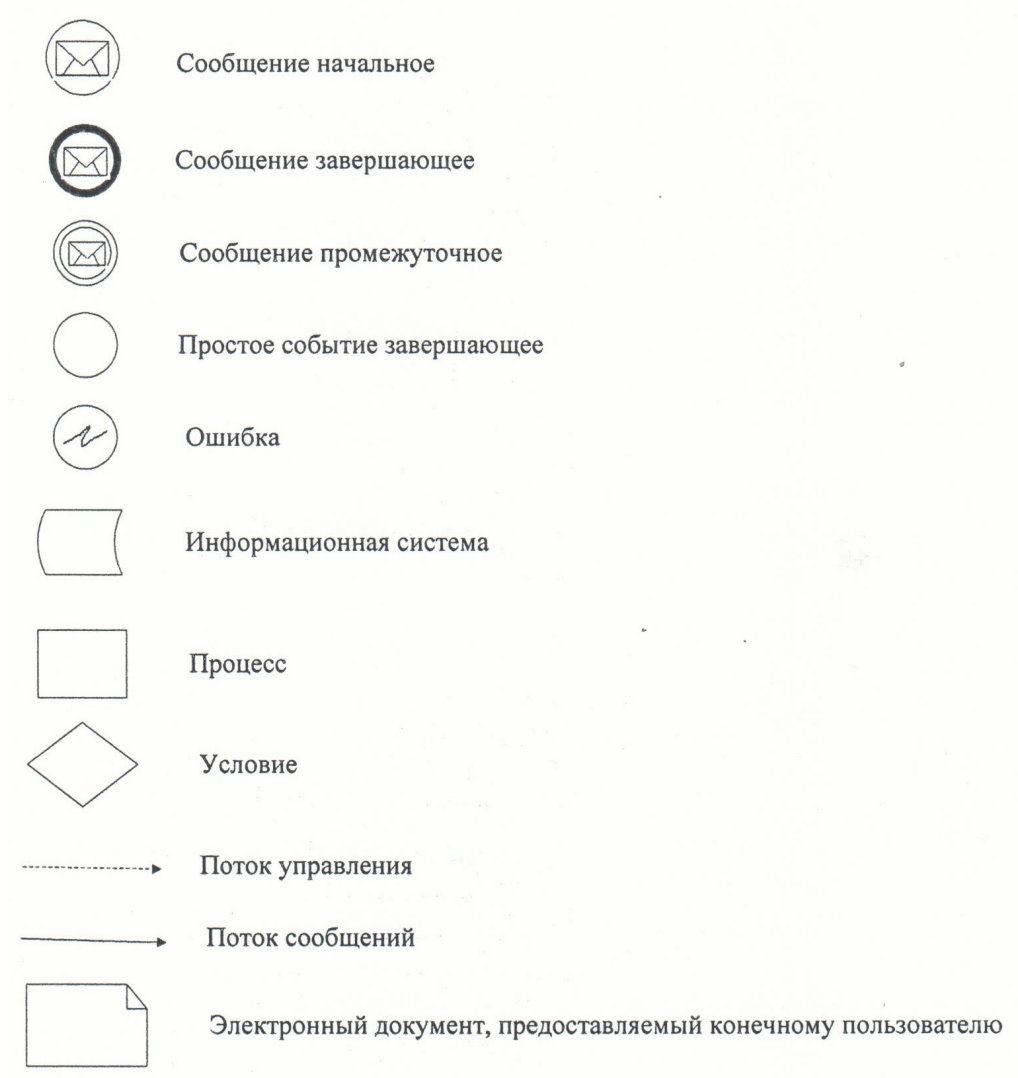 Сообщение начальное
Сообщение завершающее
Сообщение промежуточное
Простое событие завершающее
Ошибка
Информационная система
Процесс
Условие
Поток управления
Поток сообщений
Электронный документ, предоставляемый конечному пользователю